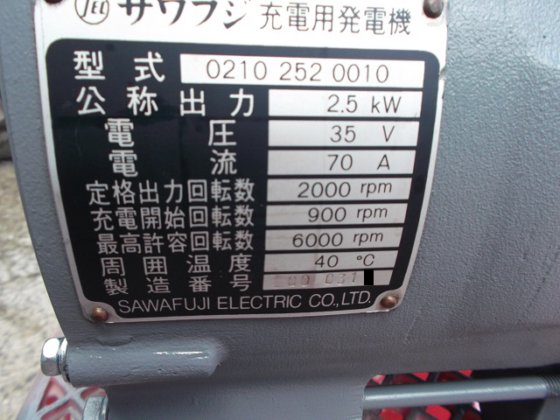 サワフジ 充電用発電機
型式 0210 252 0010
公称出力 2.5 kW
電圧 35 V
電流 70 A
定格出力回転数 2000 rpm
充電開始回転数 900 rpm
最高許容回転数 6000 rpm
周囲温度 40 °C
製造番号
SAWAFUJI ELECTRIC CO., LTD.